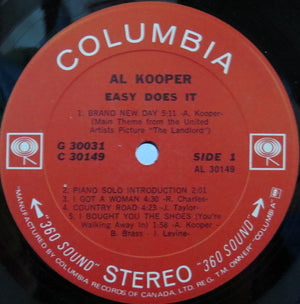 COLUMBIA
AL KOOPER
EASY DOES IT
1. BRAND NEW DAY 5:11 -A. Kooper-
(Main Theme from the United
Artists Picture "The Landlord")
G 30031
C 30149
SIDE 1
AL 30149
2. PIANO SOLO INTRODUCTION 2:01
3. I GOT A WOMAN 4:30 -R. Charles-
4. COUNTRY ROAD 4:23 -J. Taylor-
5. I BOUGHT YOU THE SHOES (You're
Walking Away In) 1:58 -A. Kooper -
B. Brass - I. Levine-
"360 SOUND" STEREO "360 SOUND"
MANUFACTURED BY COLUMBIA RECORDS OF CANADA, LTD. REG. T.M. OWNER "COLUMBIA"